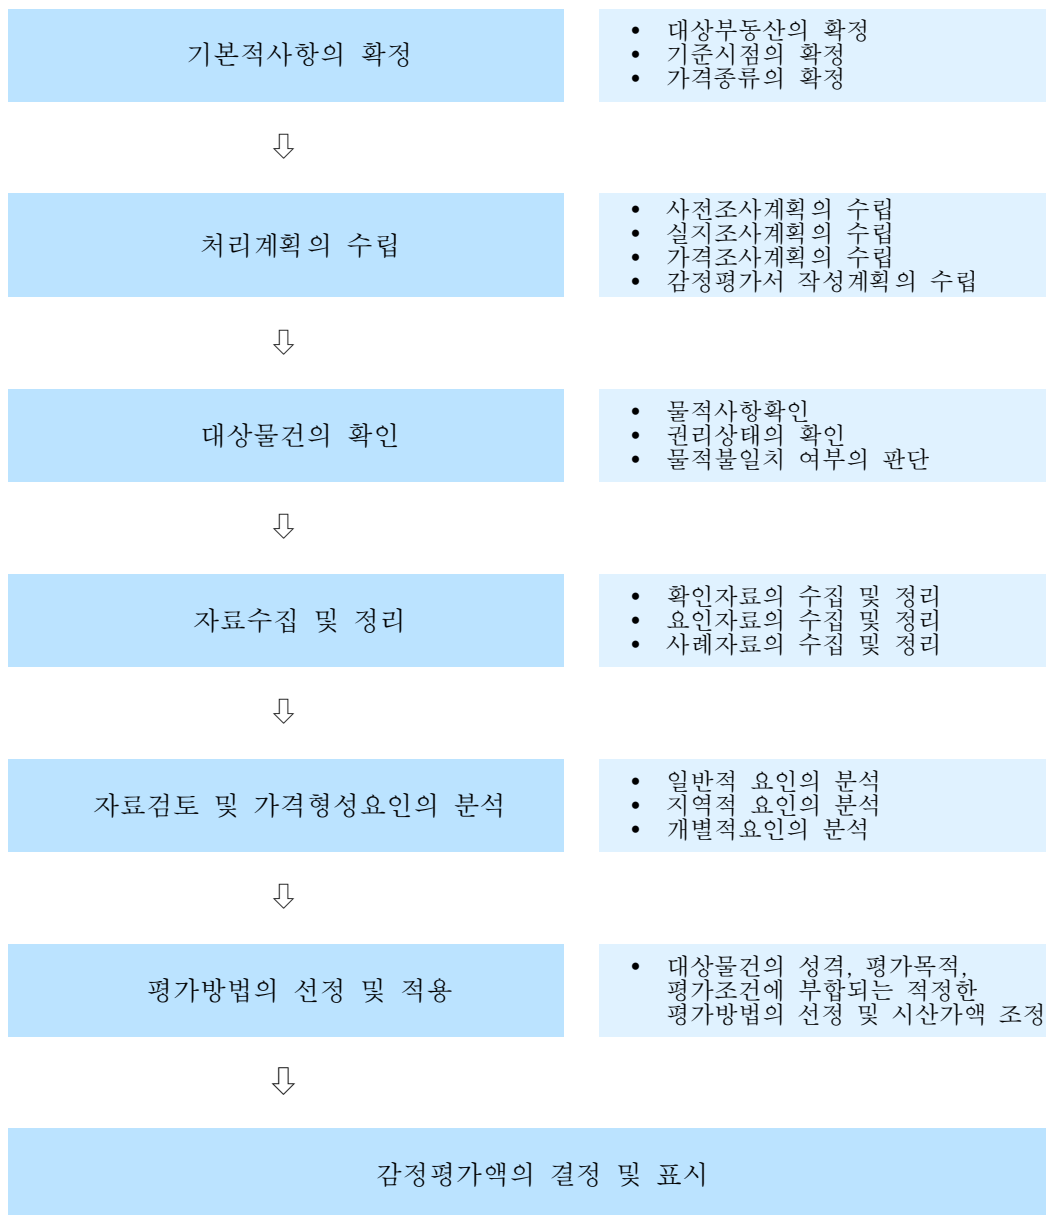 기본적사항의 확정
• 대상부동산의 확정
• 기준시점의 확정
• 가격종류의 확정
⇩
처리계획의 수립
• 사전조사계획의 수립
• 실지조사계획의 수립
• 가격조사계획의 수립
• 감정평가서 작성계획의 수립
⇩
대상물건의 확인
• 물적사항확인
• 권리상태의 확인
• 물적불일치 여부의 판단
⇩
자료수집 및 정리
• 확인자료의 수집 및 정리
• 요인자료의 수집 및 정리
• 사례자료의 수집 및 정리
⇩
자료검토 및 가격형성요인의 분석
• 일반적 요인의 분석
• 지역적 요인의 분석
• 개별적요인의 분석
⇩
평가방법의 선정 및 적용
• 대상물건의 성격, 평가목적,
평가조건에 부합되는 적정한
평가방법의 선정 및 시산가액 조정
⇩
감정평가액의 결정 및 표시